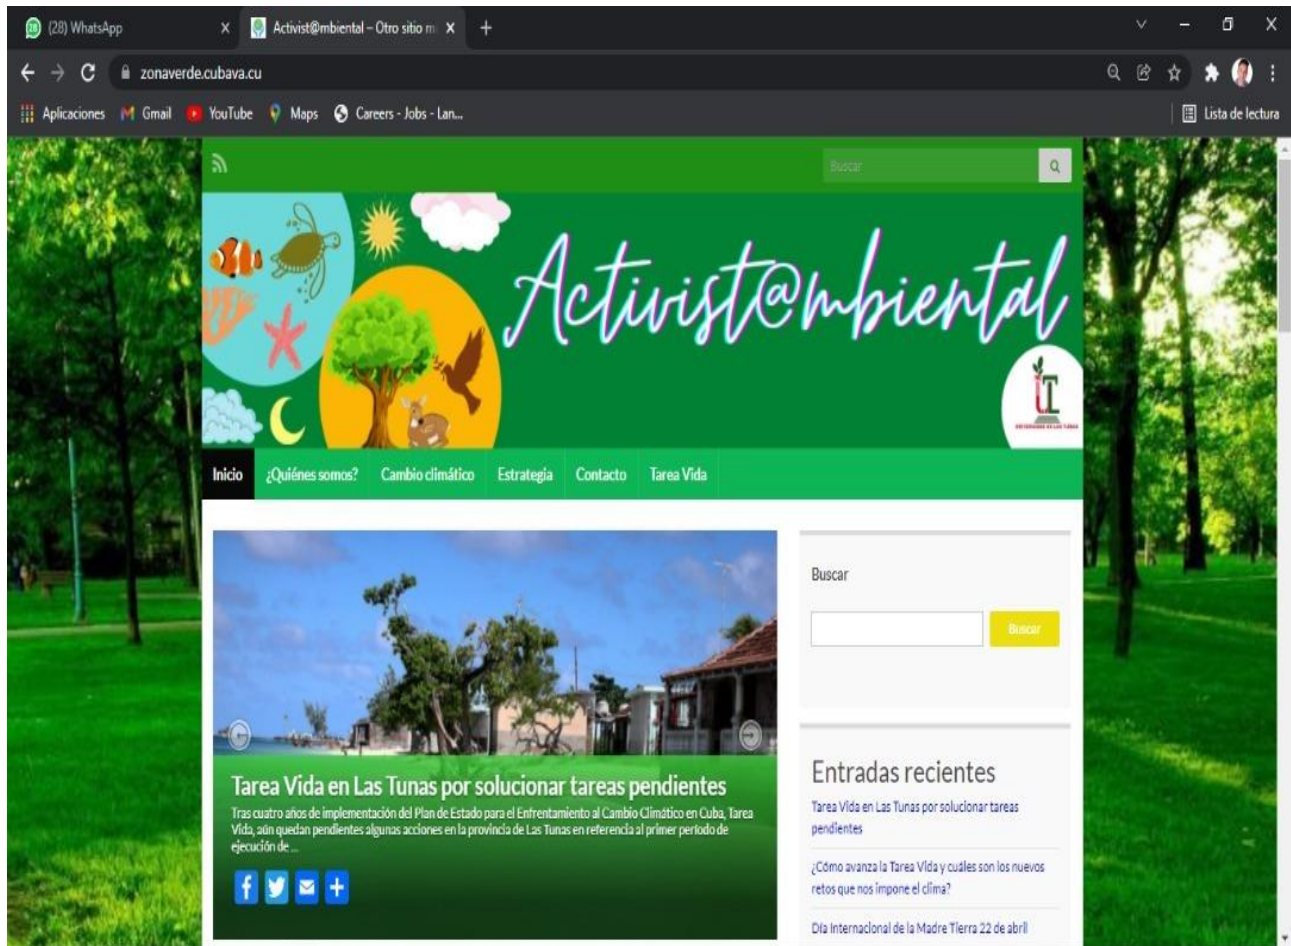 (28) WhatsApp
Activist@mbiental – Otro sitio m
zonaverde.cubava.cu
Aplicaciones
Gmail
YouTube
Maps
Careers - Jobs - Lan...
Lista de lectura
Buscar
Activist@mbiental
UNIVERSIDAD DE LAS TUNAS
Inicio
¿Quiénes somos?
Cambio climático
Estrategia
Contacto
Tarea Vida
Tarea Vida en Las Tunas por solucionar tareas pendientes
Tras cuatro años de implementación del Plan de Estado para el Enfrentamiento al Cambio Climático en Cuba, Tarea
Vida, aún quedan pendientes algunas acciones en la provincia de Las Tunas en referencia al primer período de
ejecución de ...
Buscar
Buscar
Entradas recientes
Tarea Vida en Las Tunas por solucionar tareas
pendientes
¿Cómo avanza la Tarea Vida y cuáles son los nuevos
retos que nos impone el clima?
Día Internacional de la Madre Tierra 22 de abril